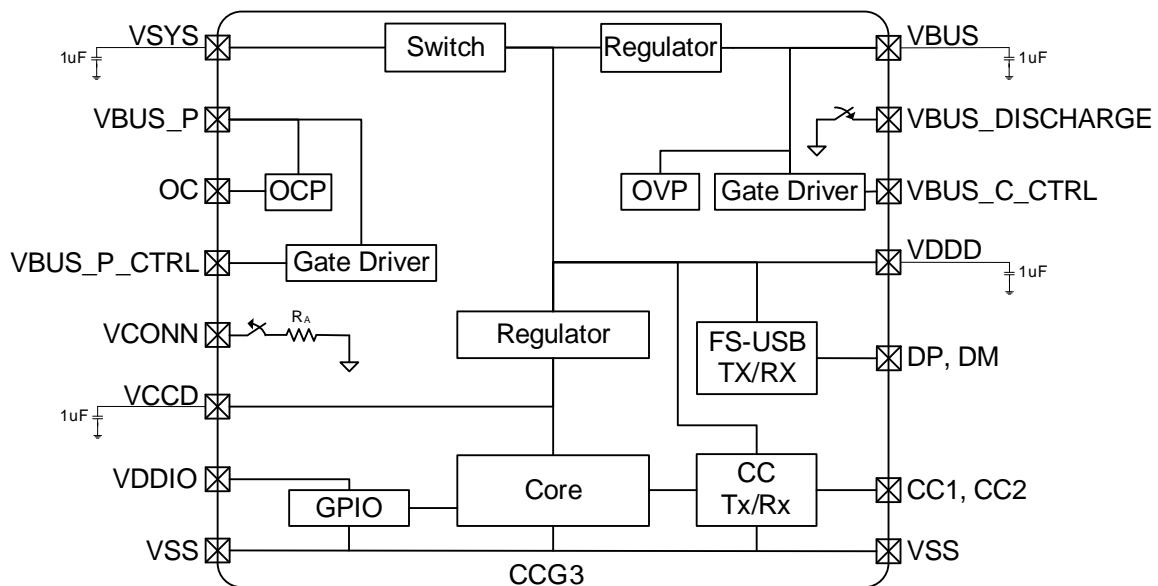 VSYS
Switch
Regulator
VBUS
1uF
1uF
VBUS_P
VBUS_DISCHARGE
OC
OCP
OVP
Gate Driver
VBUS_C_CTRL
VBUS_P_CTRL
Gate Driver
VDDD
1uF
VCONN
RA
Regulator
FS-USB
TX/RX
DP, DM
VCCD
1uF
VDDIO
GPIO
Core
CC
Tx/Rx
CC1, CC2
VSS
VSS
CCG3